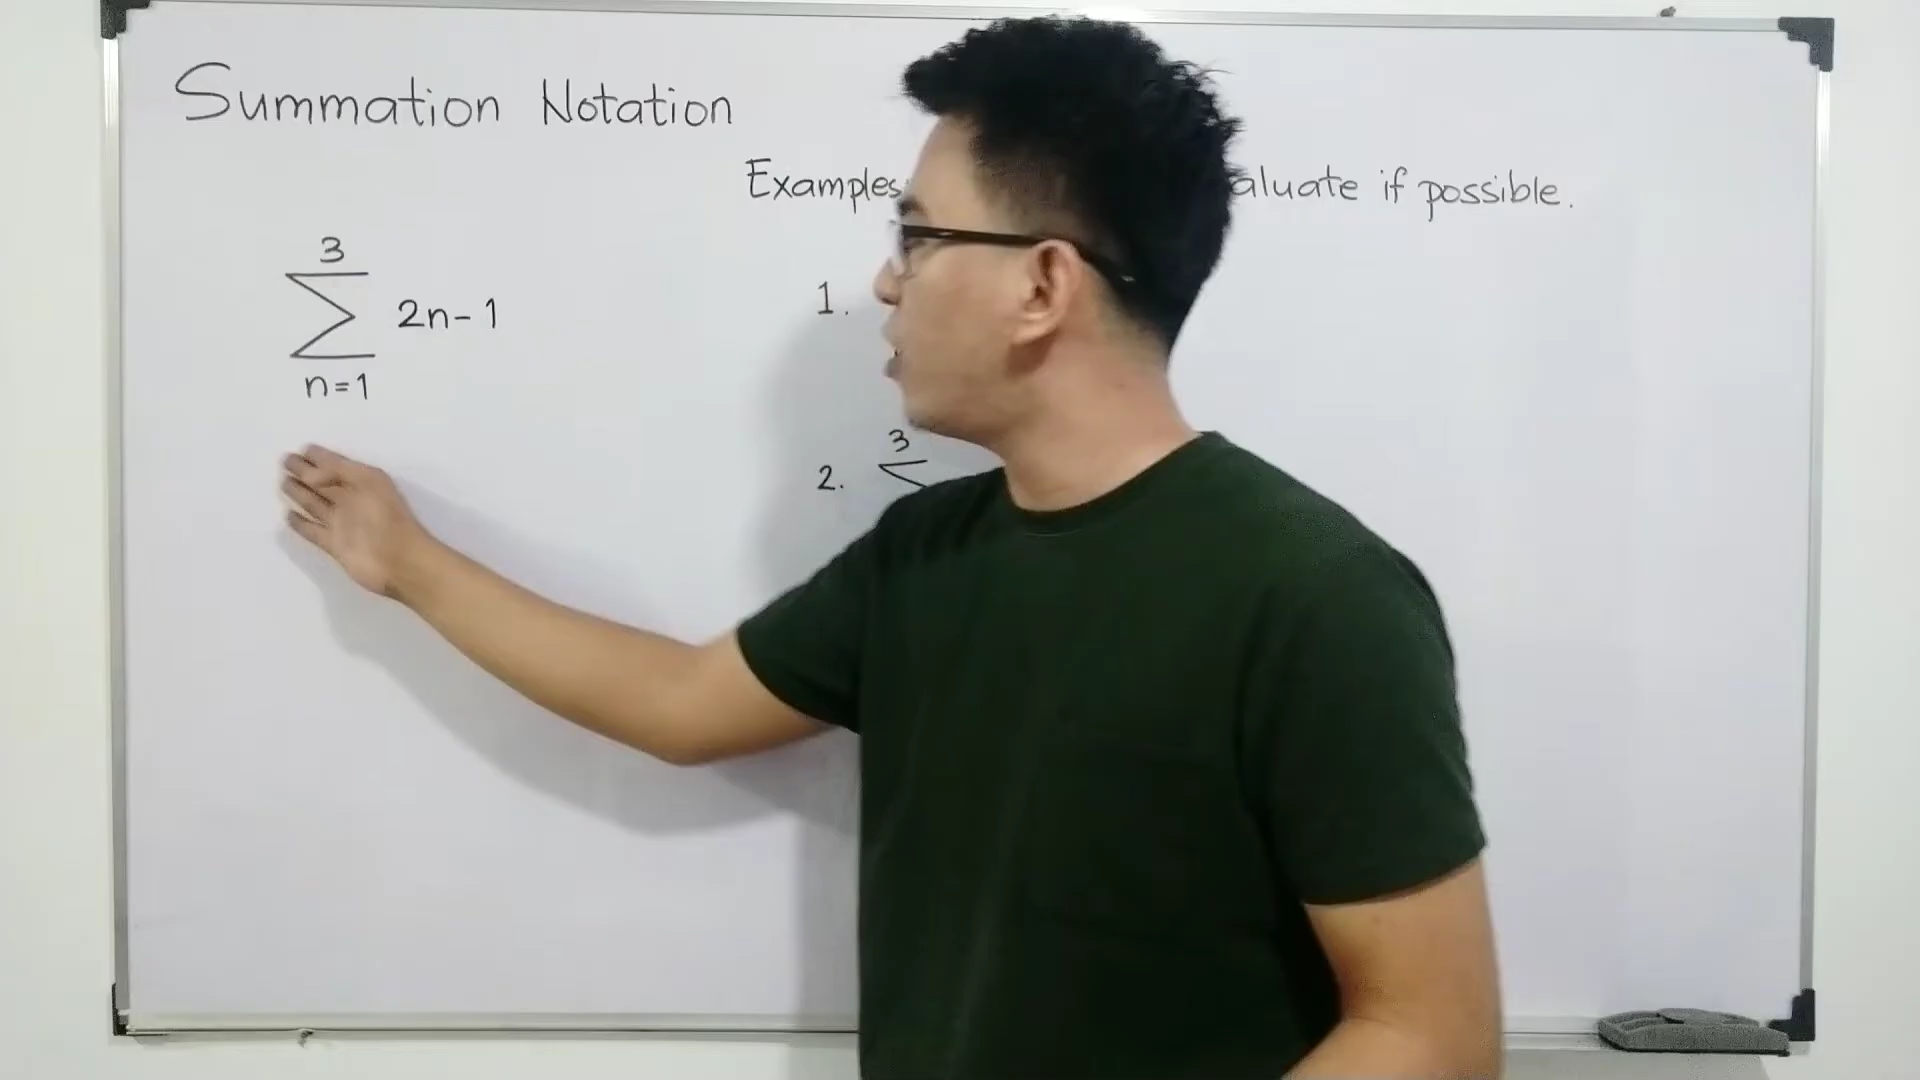 Summation Notation
Examples aluate if possible.
3
∑ 2n-1
n=1
1.
3
2. ∑